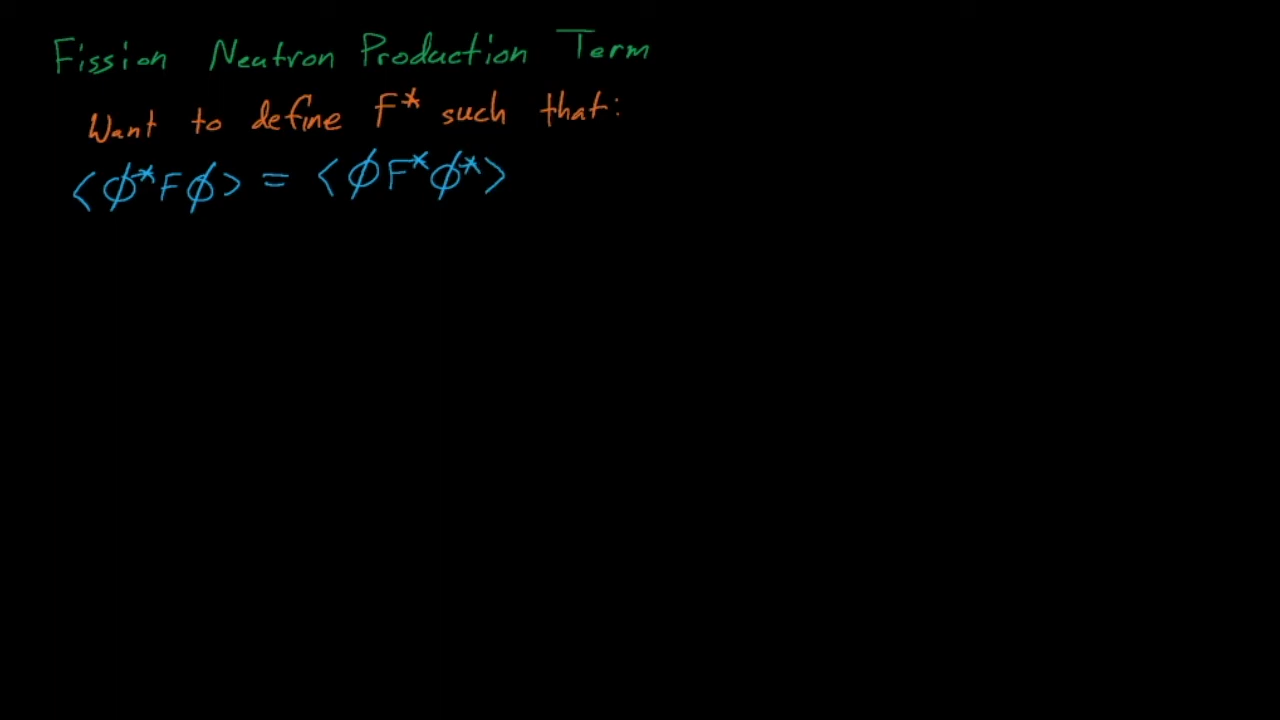 Fission Neutron Production Term
Want to define F* such that:
⟨ϕ*Fϕ⟩ = ⟨ϕF*ϕ*⟩